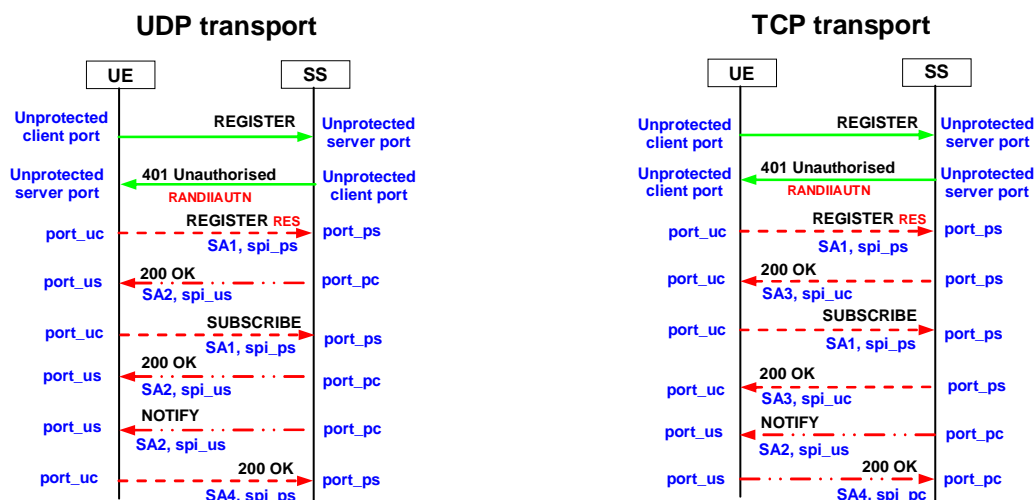 UDP transport
UE
SS
Unprotected
client port
REGISTER
Unprotected
server port
Unprotected
server port
401 Unauthorised
RANDIIAUTN
Unprotected
client port
port_uc
REGISTER RES
SA1, spi_ps
port_ps
port_us
200 OK
SA2, spi_us
port_pc
port_uc
SUBSCRIBE
SA1, spi_ps
port_ps
port_us
200 OK
SA2, spi_us
port_pc
port_us
NOTIFY
SA2, spi_us
port_pc
port_uc
200 OK
SA4, spi_ps
port_ps
TCP transport
UE
SS
Unprotected
client port
REGISTER
Unprotected
server port
Unprotected
client port
401 Unauthorised
RANDIIAUTN
Unprotected
server port
port_uc
REGISTER RES
SA1, spi_ps
port_ps
port_uc
200 OK
SA3, spi_uc
port_ps
port_uc
SUBSCRIBE
SA1, spi_ps
port_ps
port_uc
200 OK
SA3, spi_uc
port_ps
port_us
NOTIFY
SA2, spi_us
port_pc
port_us
200 OK
SA4, spi_pc
port_pc